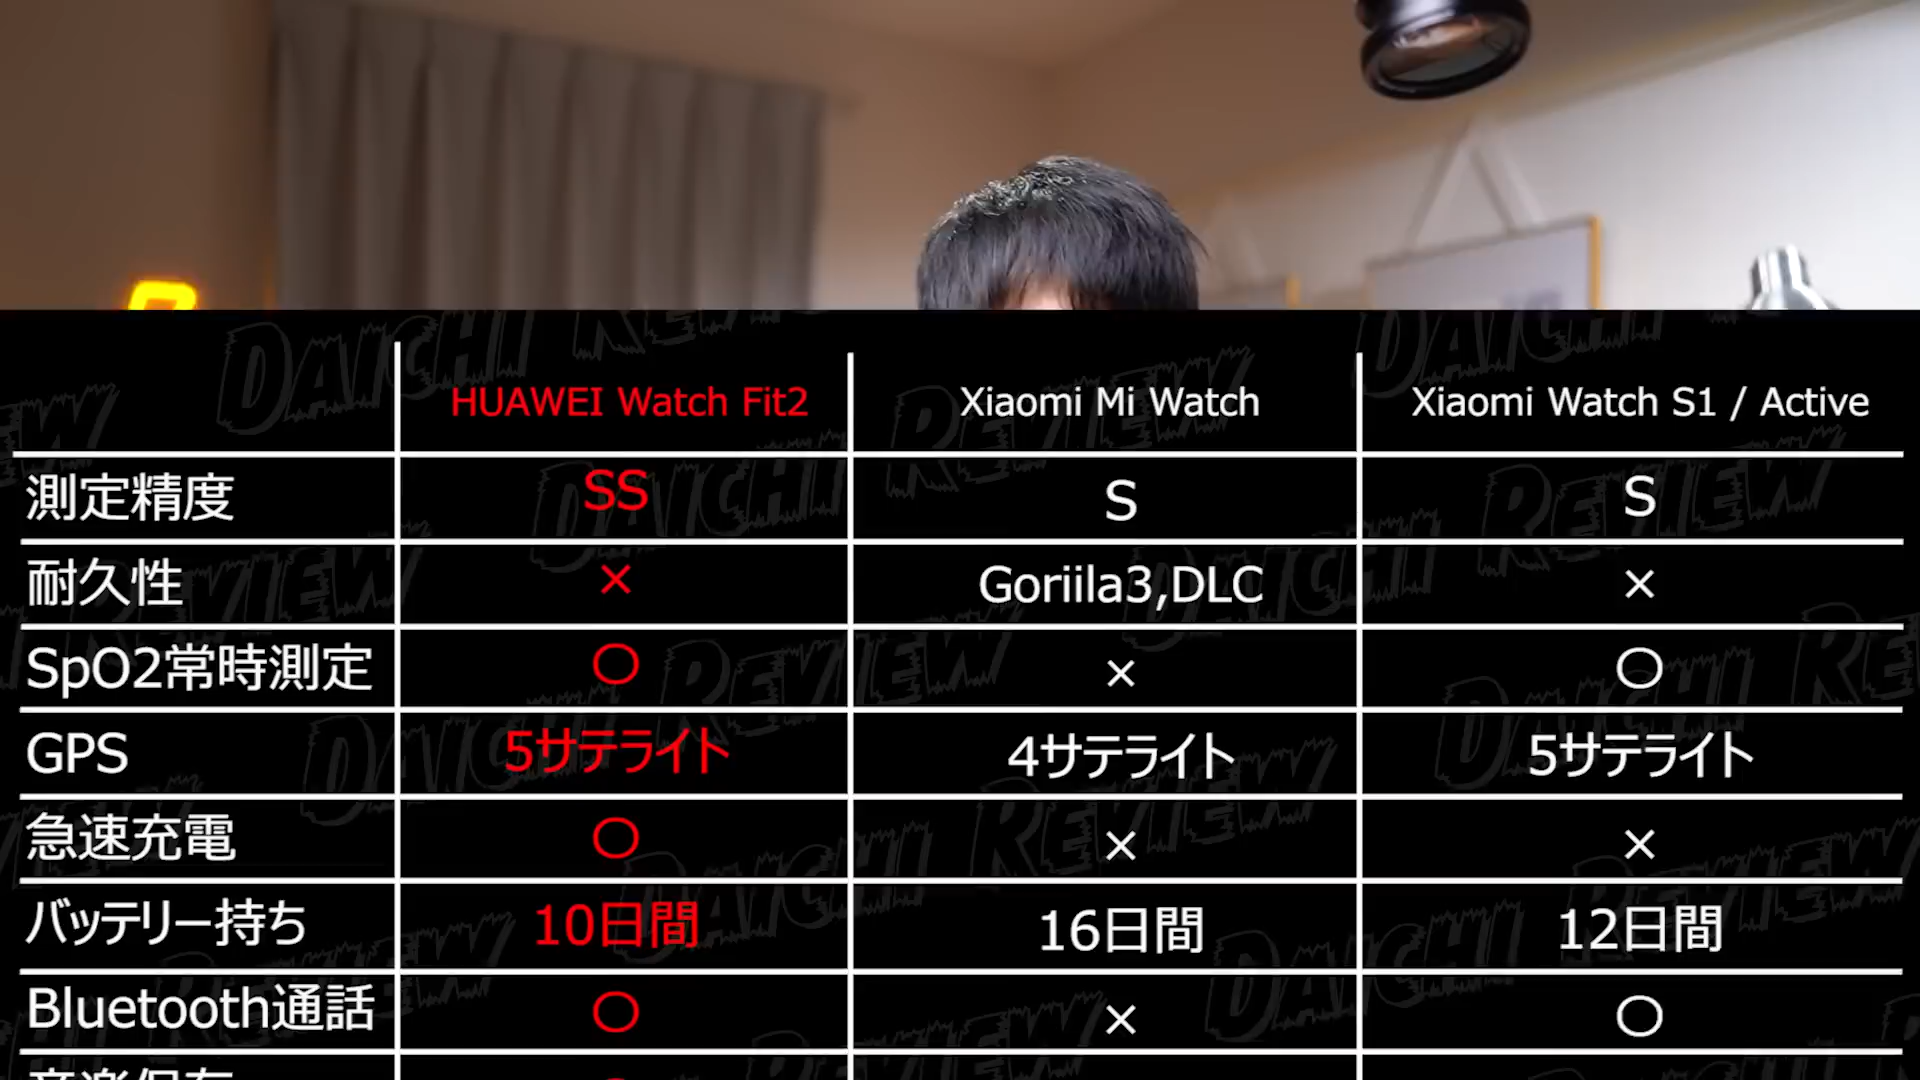 HUAWEI Watch Fit2 Xiaomi Mi Watch Xiaomi Watch S1 / Active
測定精度 SS S S
耐久性 × Goriila3,DLC ×
SpO2常時測定 〇 × 〇
GPS 5サテライト 4サテライト 5サテライト
急速充電 〇 × ×
バッテリー持ち 10日間 16日間 12日間
Bluetooth通話 〇 × 〇
DAICHI REVIEW